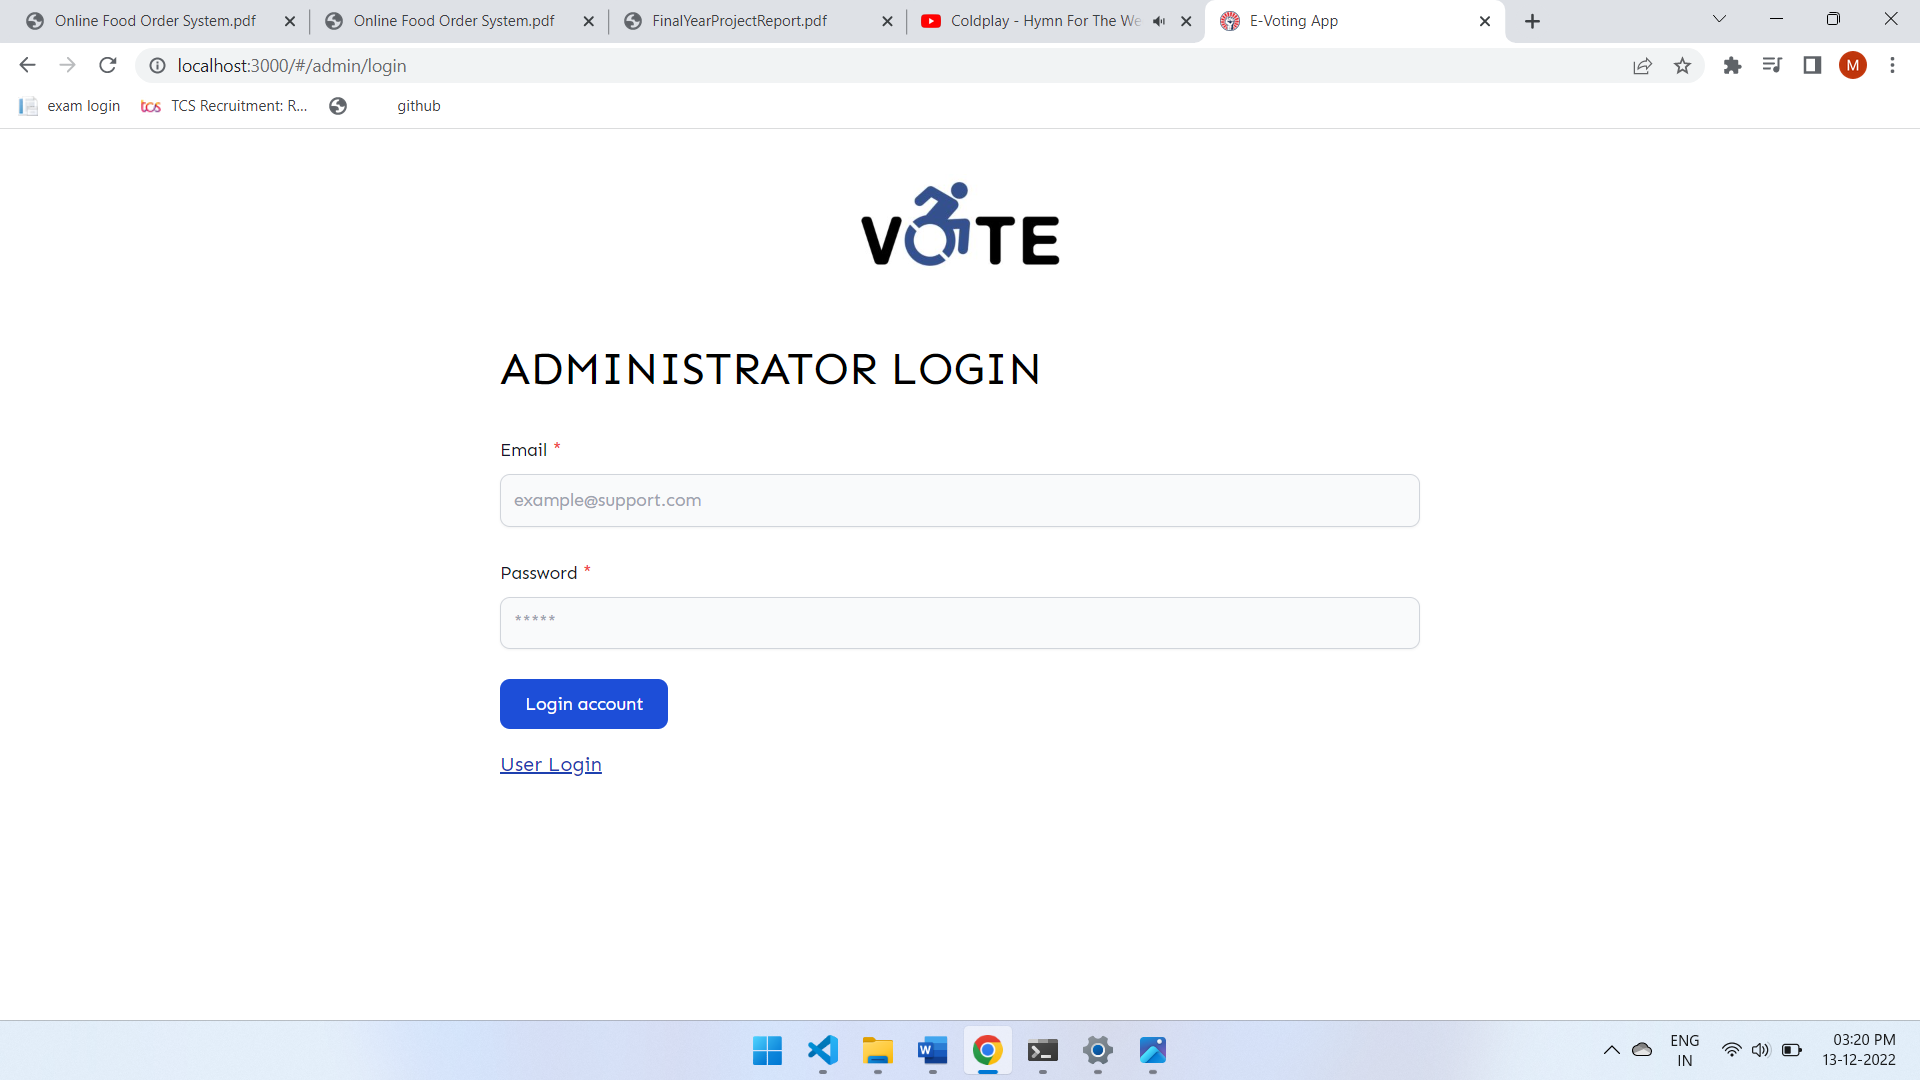 Online Food Order System.pdf
Online Food Order System.pdf
FinalYearProjectReport.pdf
Coldplay - Hymn For The We
E-Voting App
localhost:3000/#/admin/login
M
exam login
tcs TCS Recruitment: R...
github
VOTE
ADMINISTRATOR LOGIN
Email *
example@support.com
Password *
*****
Login account
User Login
W
ENG
IN
03:20 PM
13-12-2022